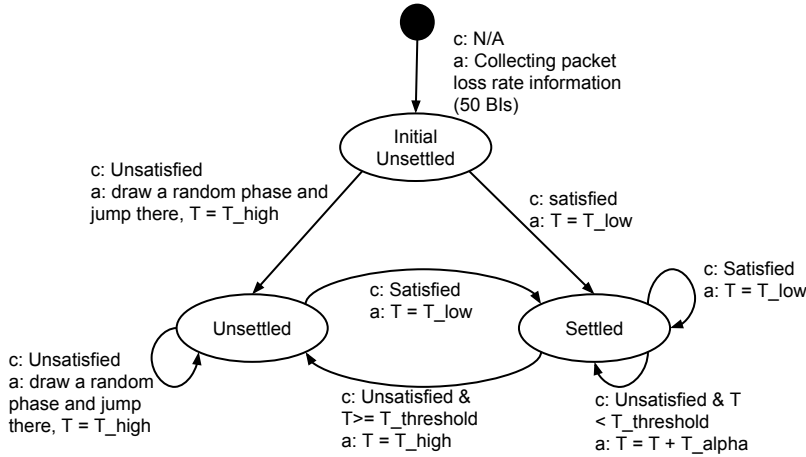 c: N/A
a: Collecting packet
loss rate information
(50 BIs)
Initial
Unsettled
c: Unsatisfied
a: draw a random phase and
jump there, T = T_high
c: satisfied
a: T = T_low
c: Satisfied
a: T = T_low
Unsettled
c: Satisfied
a: T = T_low
Settled
c: Unsatisfied
a: draw a random
phase and jump
there, T = T_high
c: Unsatisfied &
T>= T_threshold
a: T = T_high
c: Unsatisfied & T
< T_threshold
a: T = T + T_alpha